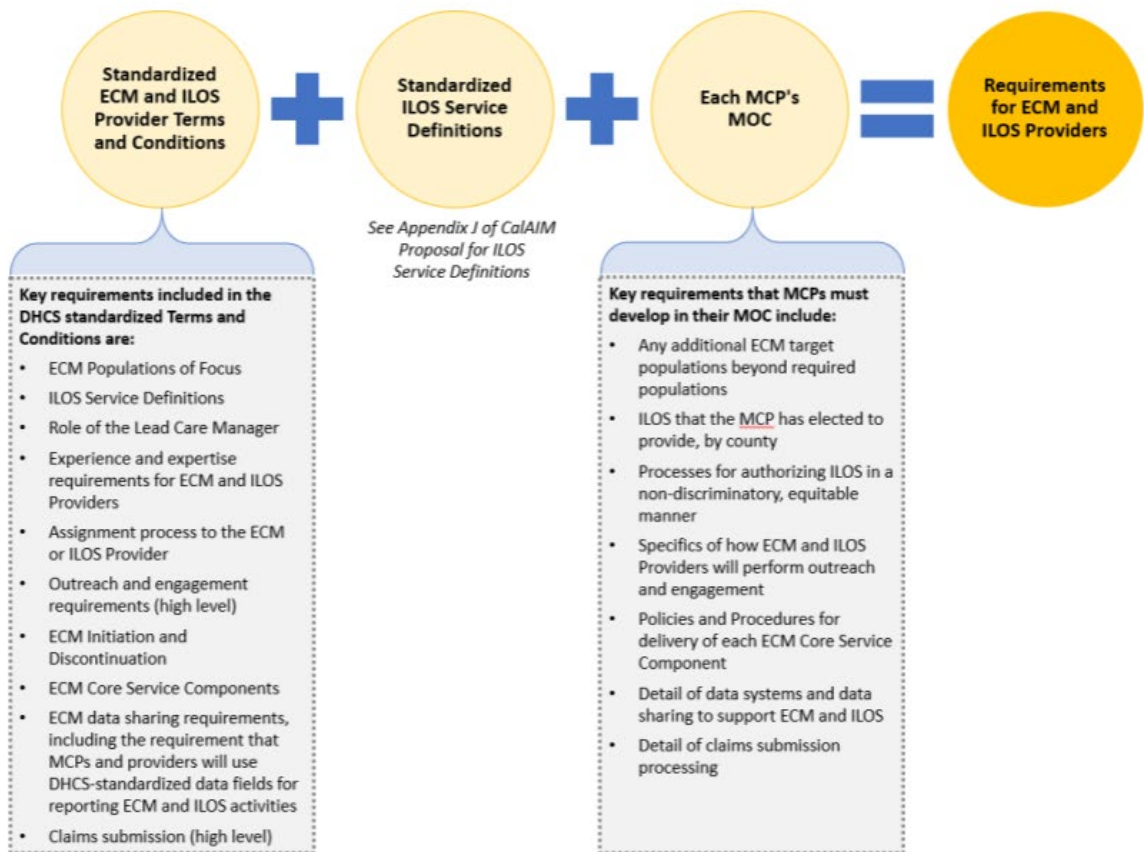 Standardized
ECM and ILOS
Provider Terms
and Conditions
Standardized
ILOS Service
Definitions
Each MCP's
MOC
Requirements
for ECM and
ILOS Providers
See Appendix J of CalAIM
Proposal for ILOS
Service Definitions
Key requirements included in the
DHCS standardized Terms and
Conditions are:
• ECM Populations of Focus
• ILOS Service Definitions
• Role of the Lead Care Manager
• Experience and expertise
requirements for ECM and ILOS
Providers
• Assignment process to the ECM
or ILOS Provider
• Outreach and engagement
requirements (high level)
• ECM Initiation and
Discontinuation
• ECM Core Service Components
• ECM data sharing requirements,
including the requirement that
MCPs and providers will use
DHCS-standardized data fields for
reporting ECM and ILOS activities
• Claims submission (high level)
Key requirements that MCPs must
develop in their MOC include:
• Any additional ECM target
populations beyond required
populations
• ILOS that the MCP has elected to
provide, by county
• Processes for authorizing ILOS in a
non-discriminatory, equitable
manner
• Specifics of how ECM and ILOS
Providers will perform outreach
and engagement
• Policies and Procedures for
delivery of each ECM Core Service
Component
• Detail of data systems and data
sharing to support ECM and ILOS
• Detail of claims submission
processing